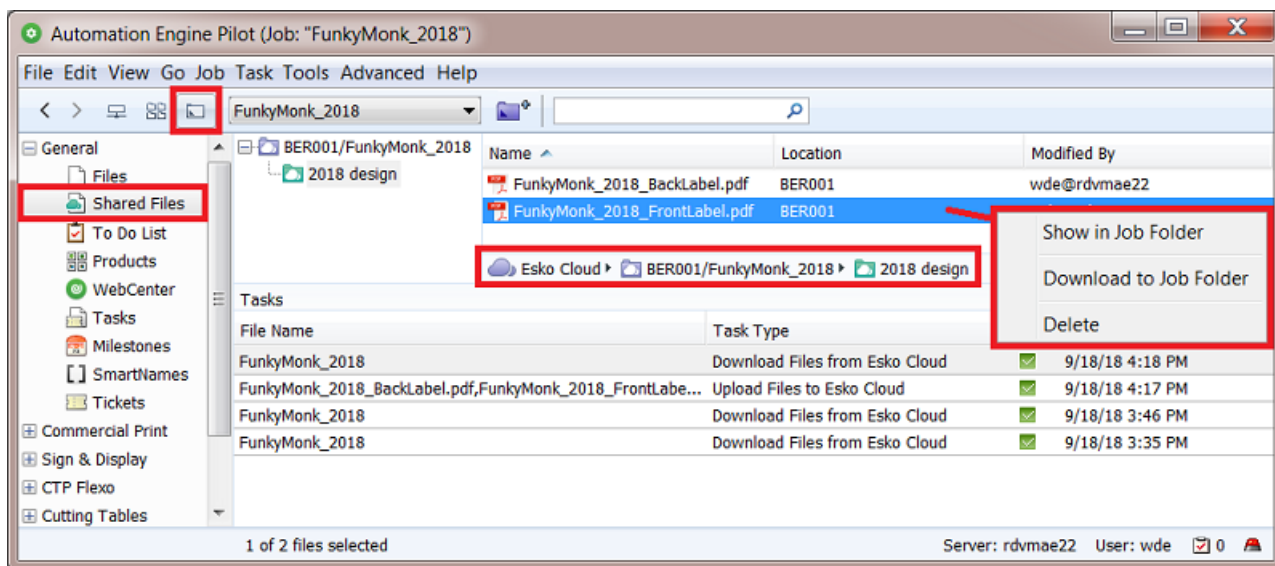 Automation Engine Pilot (Job: "FunkyMonk_2018")
File Edit View Go Job Task Tools Advanced Help
FunkyMonk_2018
General
Files
Shared Files
To Do List
Products
WebCenter
Tasks
Milestones
SmartNames
Tickets
Commercial Print
Sign & Display
CTP Flexo
Cutting Tables
BER001/FunkyMonk_2018
2018 design
Name Location Modified By
FunkyMonk_2018_BackLabel.pdf BER001 wde@rdvmae22
FunkyMonk_2018_FrontLabel.pdf BER001
Show in Job Folder
Download to Job Folder
Delete
Esko Cloud BER001/FunkyMonk_2018 2018 design
Tasks
File Name Task Type
FunkyMonk_2018 Download Files from Esko Cloud 9/18/18 4:18 PM
FunkyMonk_2018_BackLabel.pdf,FunkyMonk_2018_FrontLabe... Upload Files to Esko Cloud 9/18/18 4:17 PM
FunkyMonk_2018 Download Files from Esko Cloud 9/18/18 3:46 PM
FunkyMonk_2018 Download Files from Esko Cloud 9/18/18 3:35 PM
1 of 2 files selected Server: rdvmae22 User: wde 0